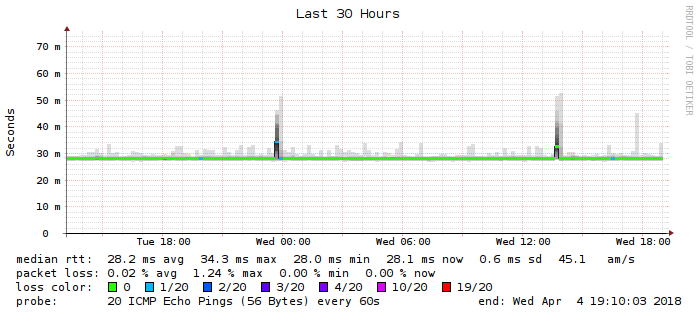 Last 30 Hours
RRDTOOL / TOBI OETIKER
Seconds
70 m
60 m
50 m
40 m
30 m
20 m
10 m
0
Tue 18:00 Wed 00:00 Wed 06:00 Wed 12:00 Wed 18:00
median rtt: 28.2 ms avg 34.3 ms max 28.0 ms min 28.1 ms now 0.6 ms sd 45.1 am/s
packet loss: 0.02 % avg 1.24 % max 0.00 % min 0.00 % now
loss color: 0 1/20 2/20 3/20 4/20 10/20 19/20
probe: 20 ICMP Echo Pings (56 Bytes) every 60s end: Wed Apr 4 19:10:03 2018